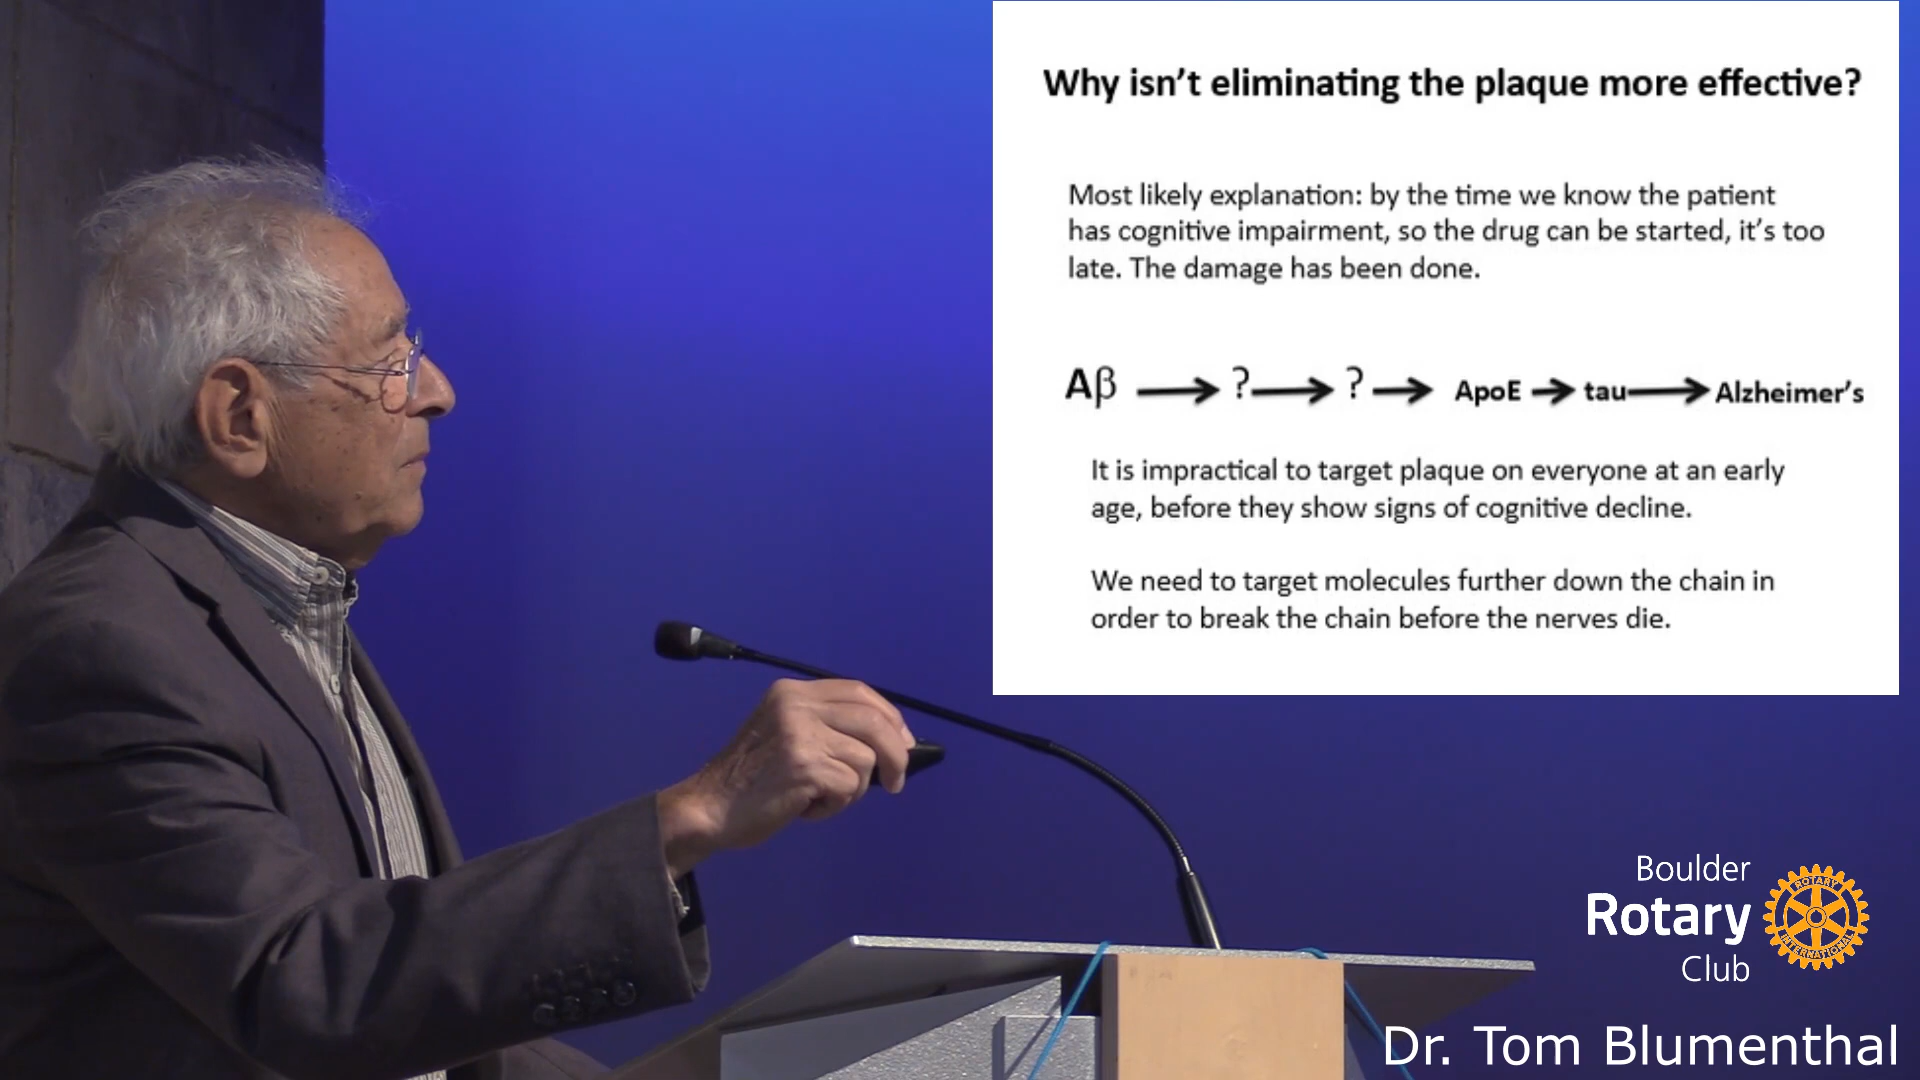 Why isn't eliminating the plaque more effective?
Most likely explanation: by the time we know the patient
has cognitive impairment, so the drug can be started, it's too
late. The damage has been done.
Aβ → ? → ? → ApoE → tau → Alzheimer's
It is impractical to target plaque on everyone at an early
age, before they show signs of cognitive decline.
We need to target molecules further down the chain in
order to break the chain before the nerves die.
Boulder
Rotary
Club
ROTARY
INTERNATIONAL
Dr. Tom Blumenthal